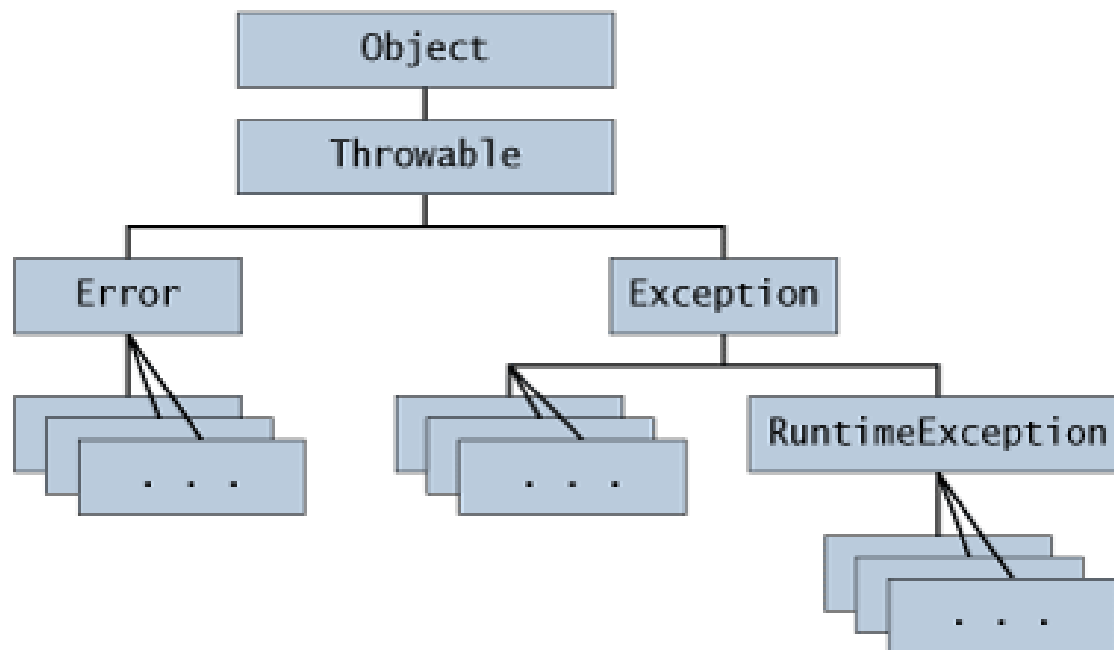 Object
Throwable
Error
Exception
. . .
. . .
RuntimeException
. . .